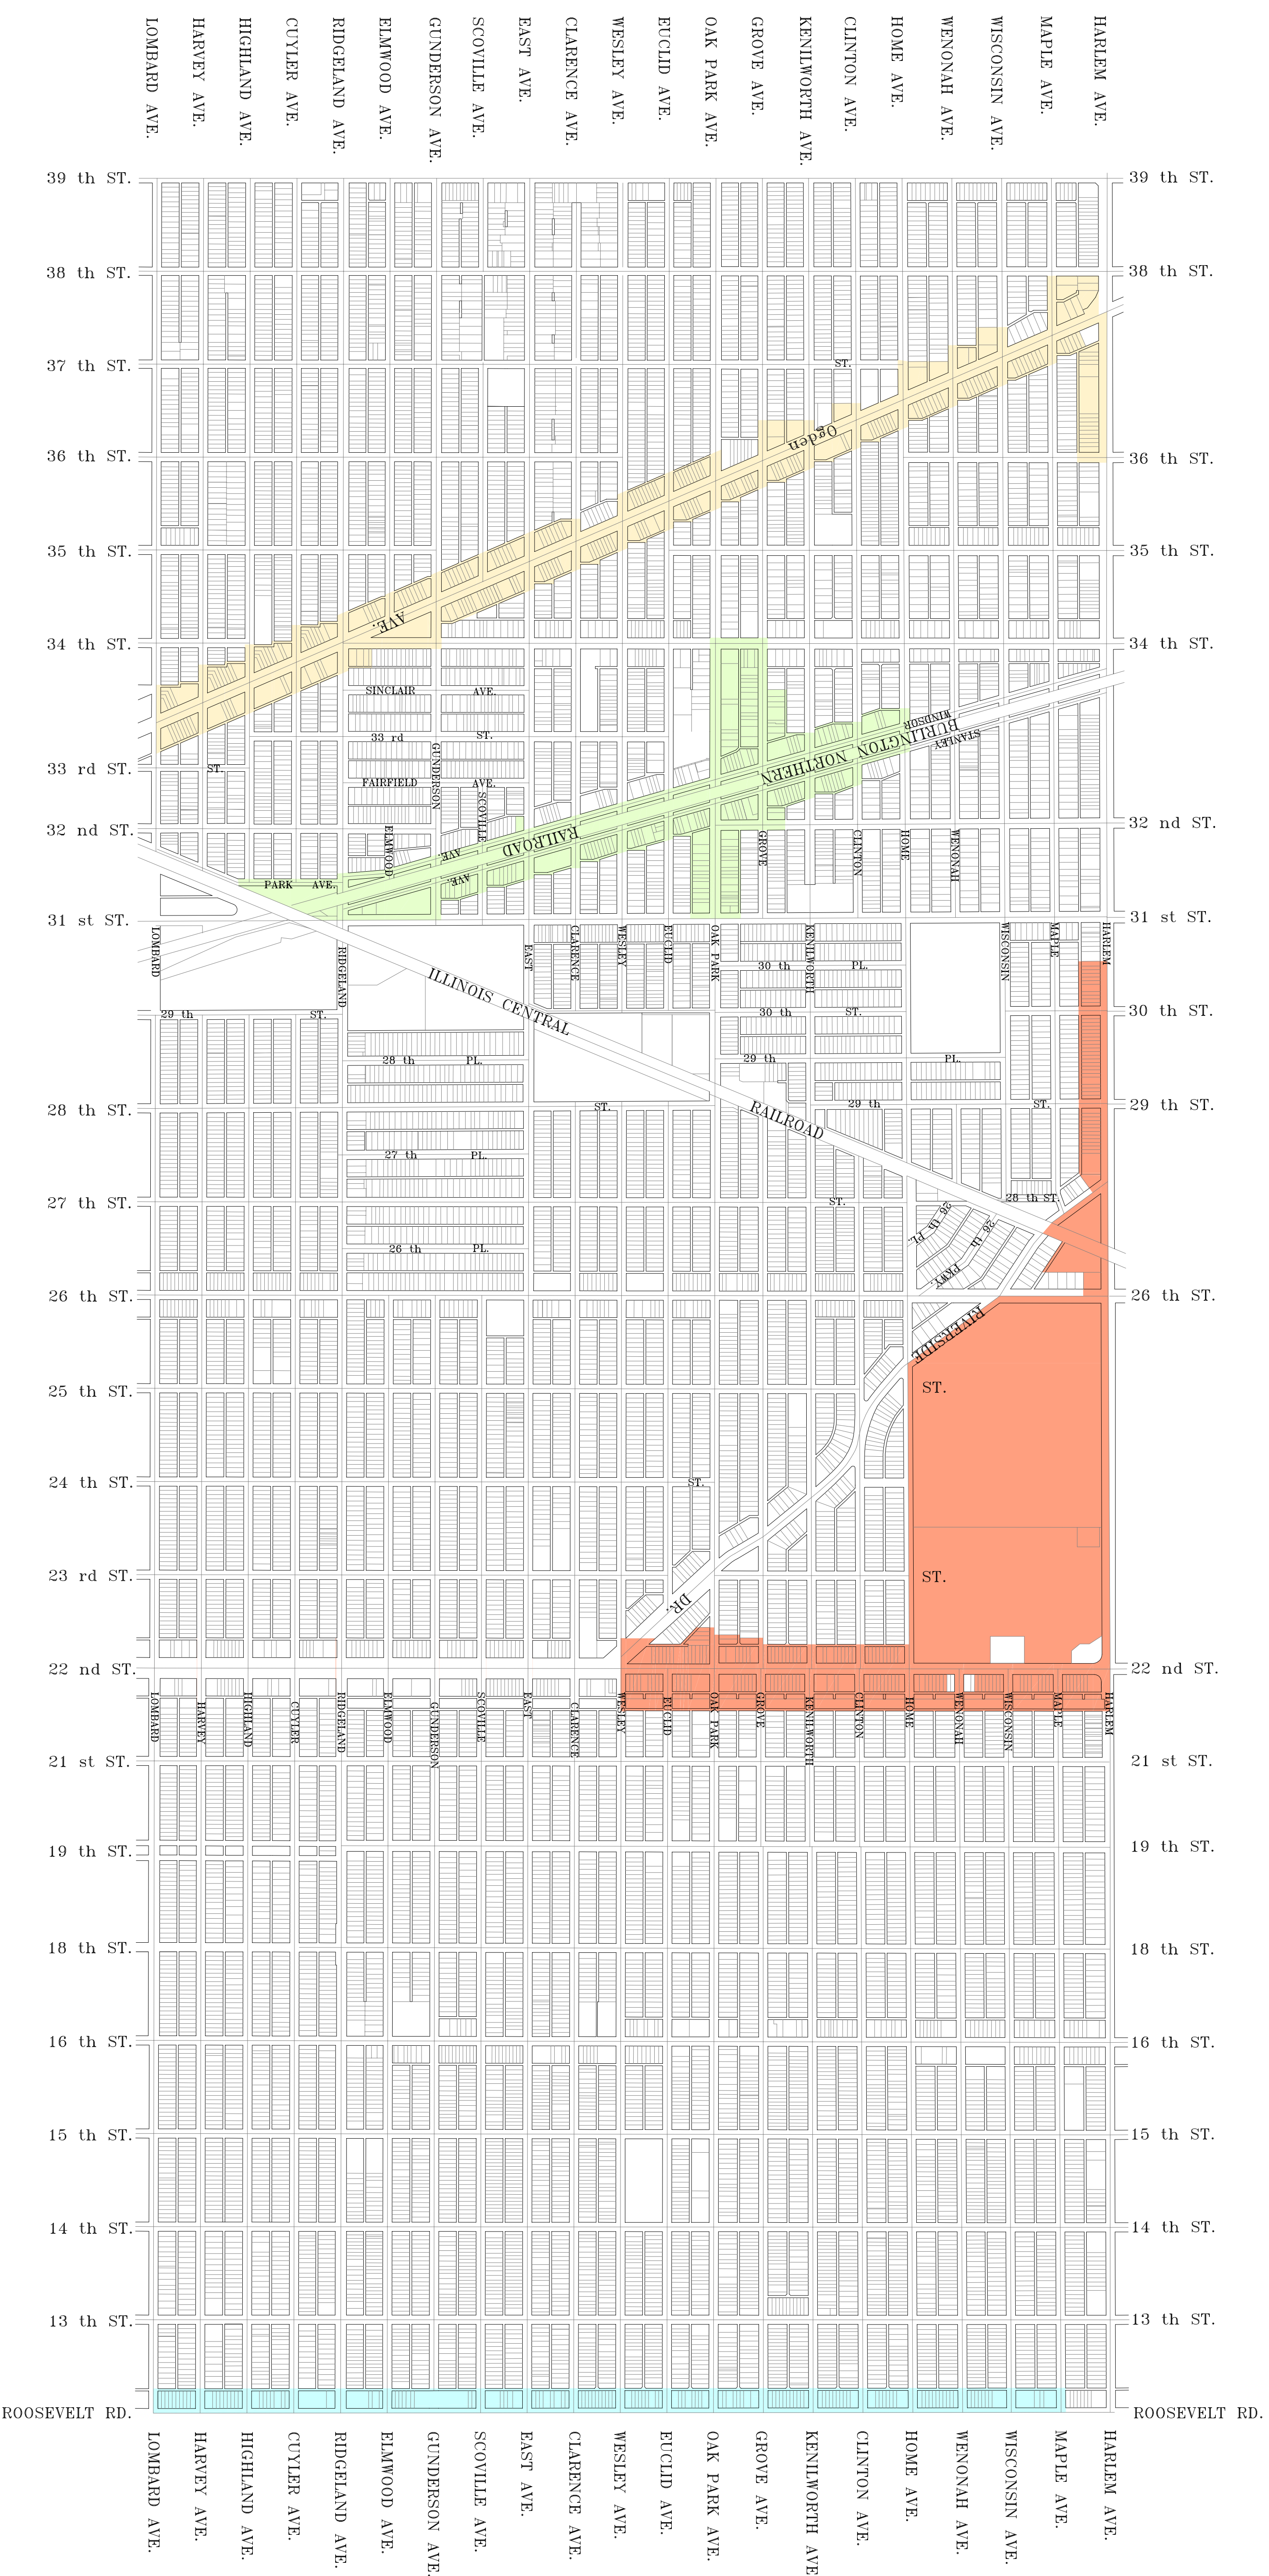 LOMBARD AVE.
HARVEY AVE.
HIGHLAND AVE.
CUYLER AVE.
RIDGELAND AVE.
ELMWOOD AVE.
GUNDERSON AVE.
SCOVILLE AVE.
EAST AVE.
CLARENCE AVE.
WESLEY AVE.
EUCLID AVE.
OAK PARK AVE.
GROVE AVE.
KENILWORTH AVE.
CLINTON AVE.
HOME AVE.
WENONAH AVE.
WISCONSIN AVE.
MAPLE AVE.
HARLEM AVE.
39 th ST.
39 th ST.
38 th ST.
38 th ST.
37 th ST.
ST.
37 th ST.
Ogden
36 th ST.
36 th ST.
35 th ST.
35 th ST.
AVE.
34 th ST.
34 th ST.
SINCLAIR AVE.
WINDSOR
BURLINGTON NORTHERN
STANLEY
33 rd ST.
33 rd ST.
ST.
GUNDERSON
FAIRFIELD AVE.
SCOVILLE
32 nd ST.
32 nd ST.
ELMWOOD
RAILROAD
GROVE
CLINTON
HOME
WENONAH
AVE.
AVE.
PARK AVE.
31 st ST.
31 st ST.
LOMBARD
RIDGELAND
EAST
CLARENCE
WESLEY
EUCLID
OAK PARK
KENILWORTH
WISCONSIN
MAPLE
HARLEM
30 th PL.
ILLINOIS CENTRAL
29 th ST.
30 th ST.
30 th ST.
28 th PL.
29 th PL.
28 th ST.
ST.
29 th ST.
29 th ST.
RAILROAD
27 th PL.
27 th ST.
ST.
28 th ST.
26 th PL.
28 th PL.
26 th PKWY.
26 th ST.
26 th ST.
RIVERSIDE
25 th ST.
ST.
24 th ST.
ST.
23 rd ST.
ST.
DR.
22 nd ST.
22 nd ST.
LOMBARD
HARVEY
HIGHLAND
CUYLER
RIDGELAND
ELMWOOD
GUNDERSON
SCOVILLE
EAST
CLARENCE
WESLEY
EUCLID
OAK PARK
GROVE
KENILWORTH
CLINTON
HOME
WENONAH
WISCONSIN
MAPLE
HARLEM
21 st ST.
21 st ST.
19 th ST.
19 th ST.
18 th ST.
18 th ST.
16 th ST.
16 th ST.
15 th ST.
15 th ST.
14 th ST.
14 th ST.
13 th ST.
13 th ST.
ROOSEVELT RD.
ROOSEVELT RD.
LOMBARD AVE.
HARVEY AVE.
HIGHLAND AVE.
CUYLER AVE.
RIDGELAND AVE.
ELMWOOD AVE.
GUNDERSON AVE.
SCOVILLE AVE.
EAST AVE.
CLARENCE AVE.
WESLEY AVE.
EUCLID AVE.
OAK PARK AVE.
GROVE AVE.
KENILWORTH AVE
CLINTON AVE.
HOME AVE.
WENONAH AVE.
WISCONSIN AVE.
MAPLE AVE.
HARLEM AVE.